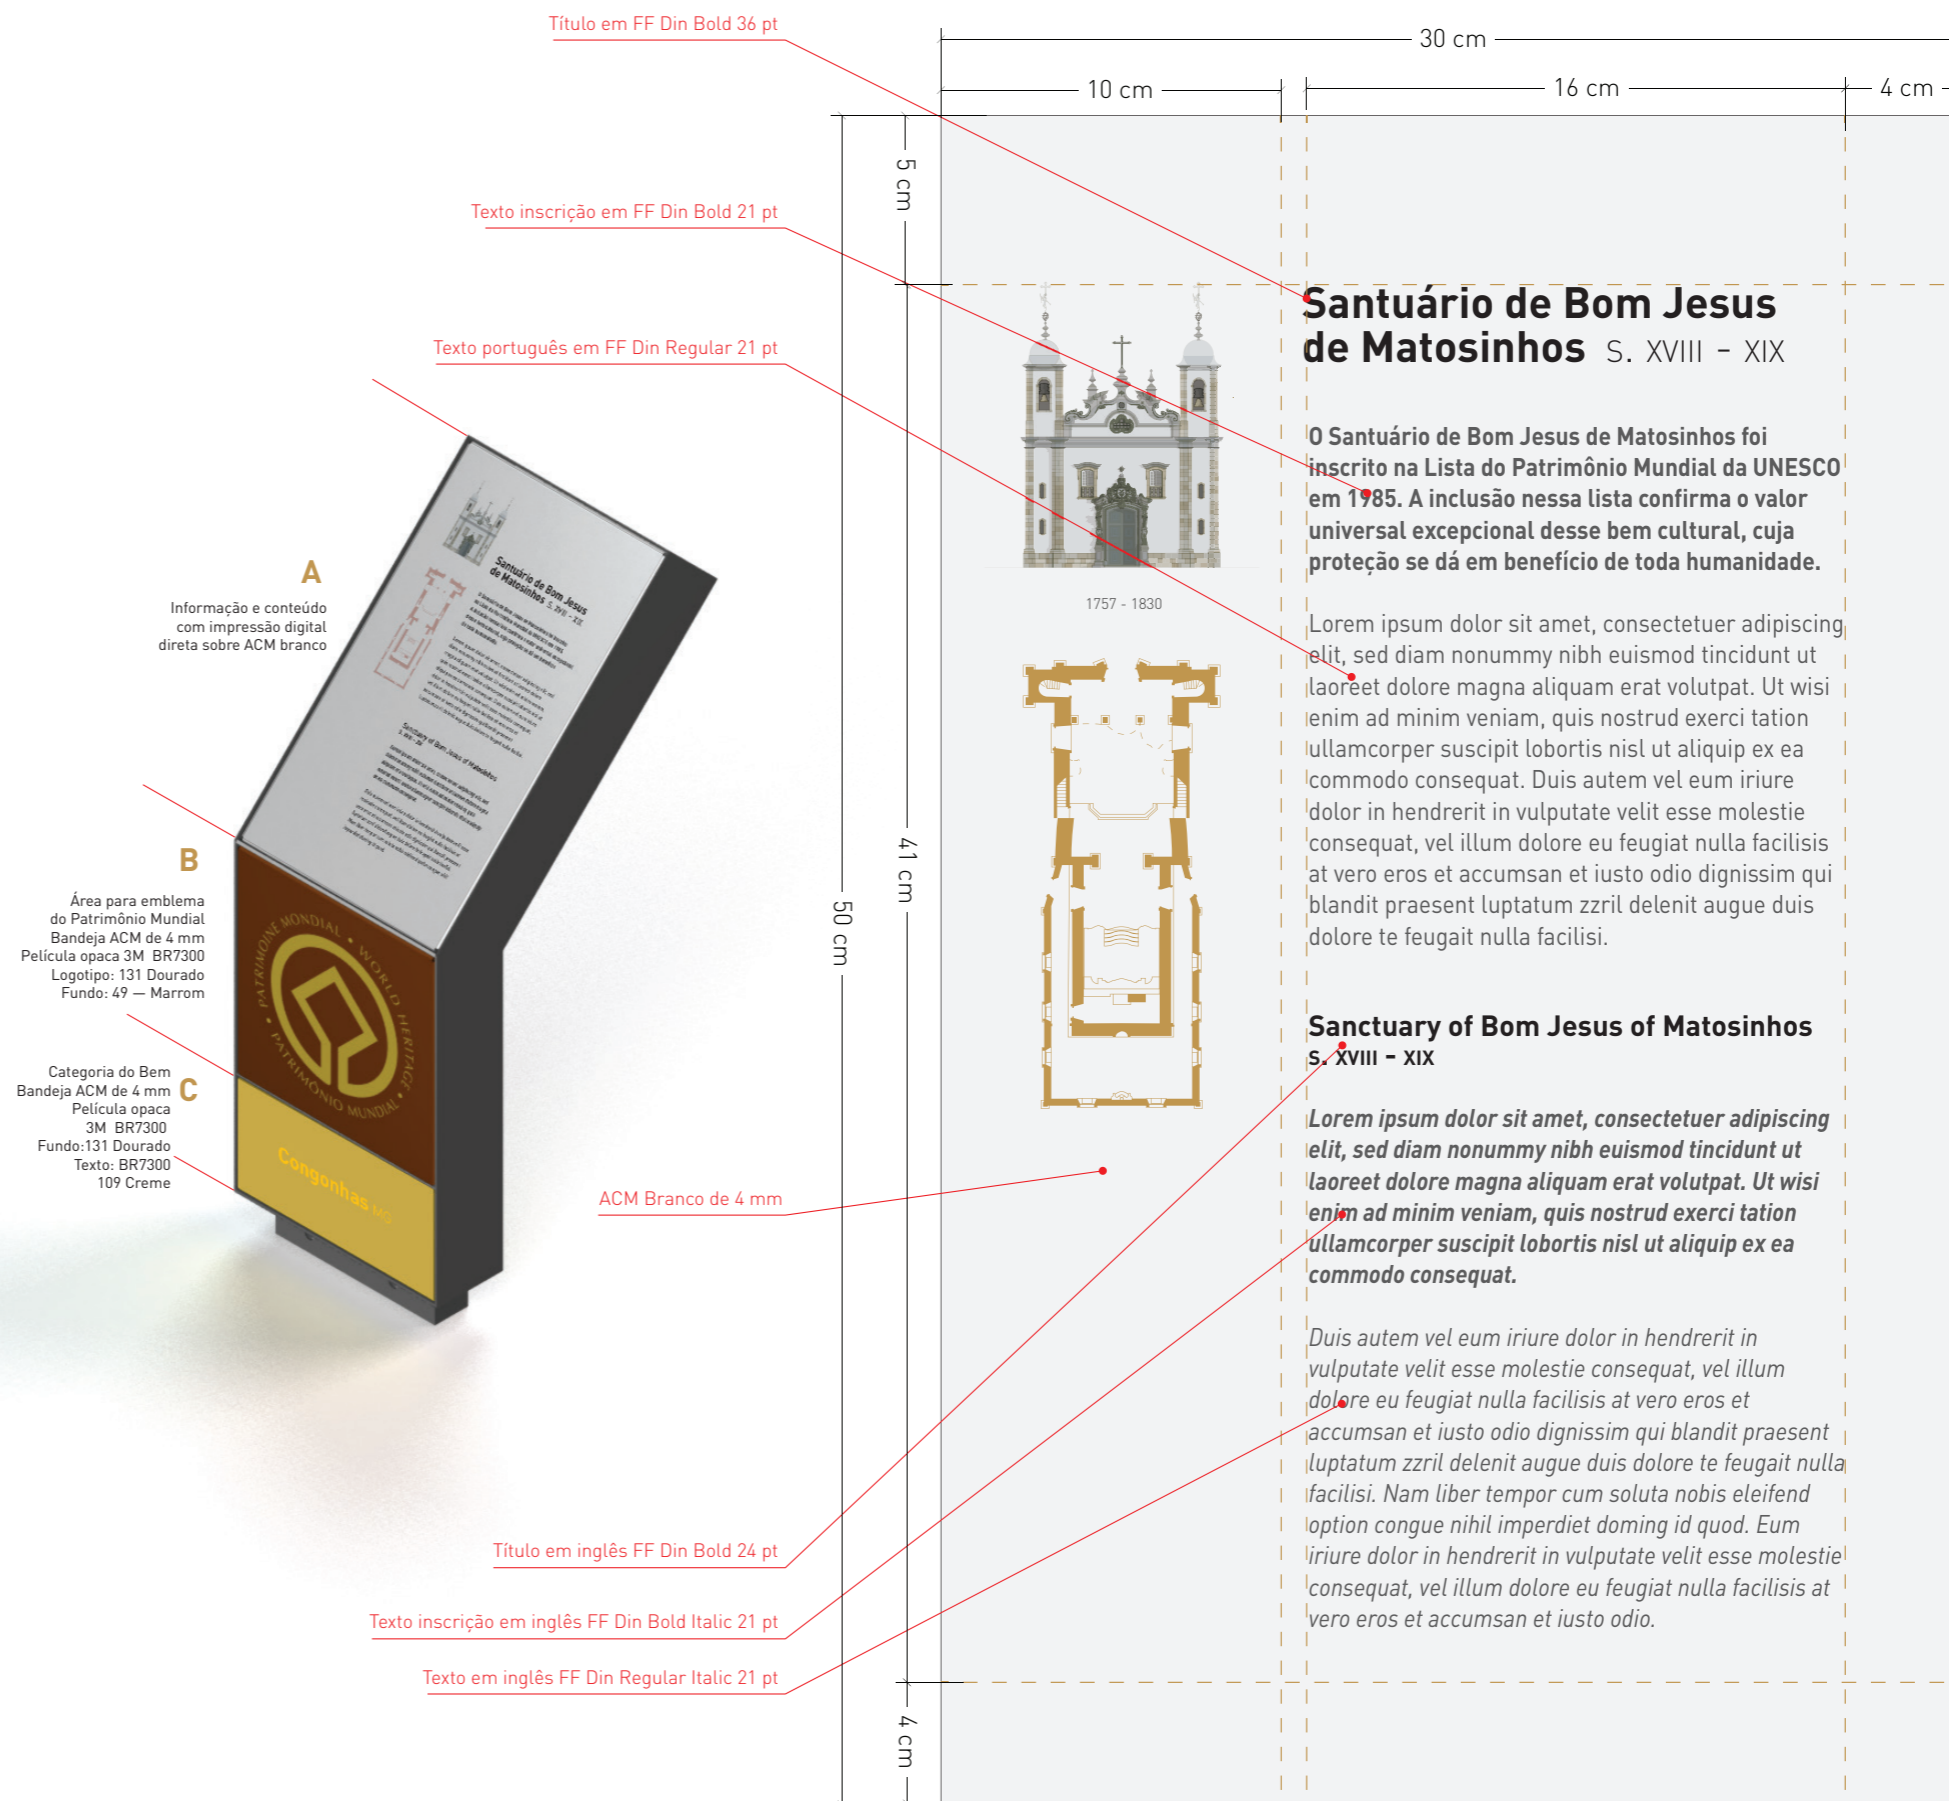 Título em FF Din Bold 36 pt
30 cm
10 cm
16 cm
4 cm
5 cm
Texto inscrição em FF Din Bold 21 pt
Texto português em FF Din Regular 21 pt
41 cm
50 cm
4 cm
Santuário de Bom Jesus
de Matosinhos S. XVIII – XIX
O Santuário de Bom Jesus de Matosinhos foi
inscrito na Lista do Patrimônio Mundial da UNESCO
em 1985. A inclusão nessa lista confirma o valor
universal excepcional desse bem cultural, cuja
proteção se dá em benefício de toda humanidade.
1757 - 1830
Lorem ipsum dolor sit amet, consectetuer adipiscing
elit, sed diam nonummy nibh euismod tincidunt ut
laoreet dolore magna aliquam erat volutpat. Ut wisi
enim ad minim veniam, quis nostrud exerci tation
ullamcorper suscipit lobortis nisl ut aliquip ex ea
commodo consequat. Duis autem vel eum iriure
dolor in hendrerit in vulputate velit esse molestie
consequat, vel illum dolore eu feugiat nulla facilisis
at vero eros et accumsan et iusto odio dignissim qui
blandit praesent luptatum zzril delenit augue duis
dolore te feugait nulla facilisi.
Sanctuary of Bom Jesus of Matosinhos
S. XVIII – XIX
Lorem ipsum dolor sit amet, consectetuer adipiscing
elit, sed diam nonummy nibh euismod tincidunt ut
laoreet dolore magna aliquam erat volutpat. Ut wisi
enim ad minim veniam, quis nostrud exerci tation
ullamcorper suscipit lobortis nisl ut aliquip ex ea
commodo consequat.
Duis autem vel eum iriure dolor in hendrerit in
vulputate velit esse molestie consequat, vel illum
dolore eu feugiat nulla facilisis at vero eros et
accumsan et iusto odio dignissim qui blandit praesent
luptatum zzril delenit augue duis dolore te feugait nulla
facilisi. Nam liber tempor cum soluta nobis eleifend
option congue nihil imperdiet doming id quod. Eum
iriure dolor in hendrerit in vulputate velit esse molestie
consequat, vel illum dolore eu feugiat nulla facilisis at
vero eros et accumsan et iusto odio.
ACM Branco de 4 mm
Título em inglês FF Din Bold 24 pt
Texto inscrição em inglês FF Din Bold Italic 21 pt
Texto em inglês FF Din Regular Italic 21 pt
A
Informação e conteúdo
com impressão digital
direta sobre ACM branco
B
Área para emblema
do Patrimônio Mundial
Bandeja ACM de 4 mm
Película opaca 3M BR7300
Logotipo: 131 Dourado
Fundo: 49 — Marrom
C
Categoria do Bem
Bandeja ACM de 4 mm
Película opaca
3M BR7300
Fundo:131 Dourado
Texto: BR7300
109 Creme
Santuário de Bom Jesus
de Matosinhos S. XVIII - XIX
Sanctuary of Bom Jesus of Matosinhos
S. XVIII - XIX
PATRIMOINE MONDIAL • WORLD HERITAGE • PATRIMÔNIO MUNDIAL •
Congonhas MG